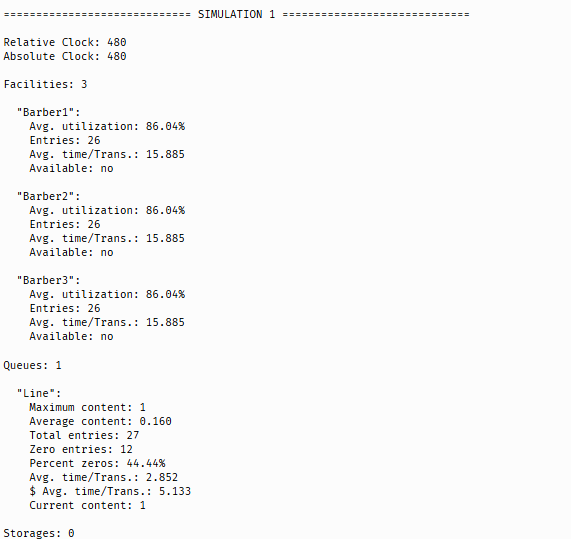 ============================= SIMULATION 1 =============================
Relative Clock: 480
Absolute Clock: 480
Facilities: 3
"Barber1":
Avg. utilization: 86.04%
Entries: 26
Avg. time/Trans.: 15.885
Available: no
"Barber2":
Avg. utilization: 86.04%
Entries: 26
Avg. time/Trans.: 15.885
Available: no
"Barber3":
Avg. utilization: 86.04%
Entries: 26
Avg. time/Trans.: 15.885
Available: no
Queues: 1
"Line":
Maximum content: 1
Average content: 0.160
Total entries: 27
Zero entries: 12
Percent zeros: 44.44%
Avg. time/Trans.: 2.852
$ Avg. time/Trans.: 5.133
Current content: 1
Storages: 0